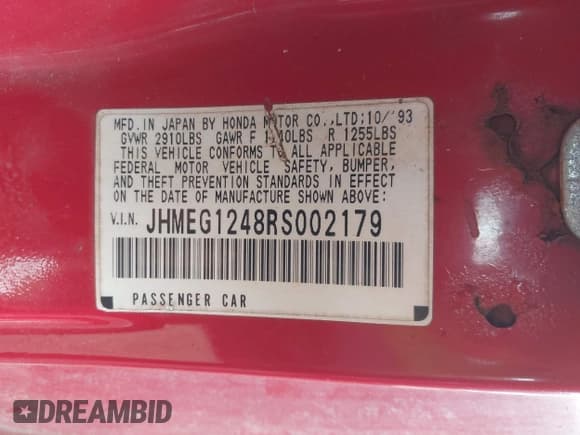 MFD. IN JAPAN BY HONDA MOTOR CO., LTD; 10/'93
GVWR 2910LBS GAWR F LBS R 1255LBS
THIS VEHICLE CONFORMS TO ALL APPLICABLE
FEDERAL MOTOR VEHICLE SAFETY, BUMPER,
AND THEFT PREVENTION STANDARDS IN EFFECT
ON THE DATE OF MANUFACTURE SHOWN ABOVE:
V.I.N. JHMEG1248RS002179
PASSENGER CAR
DREAMBID